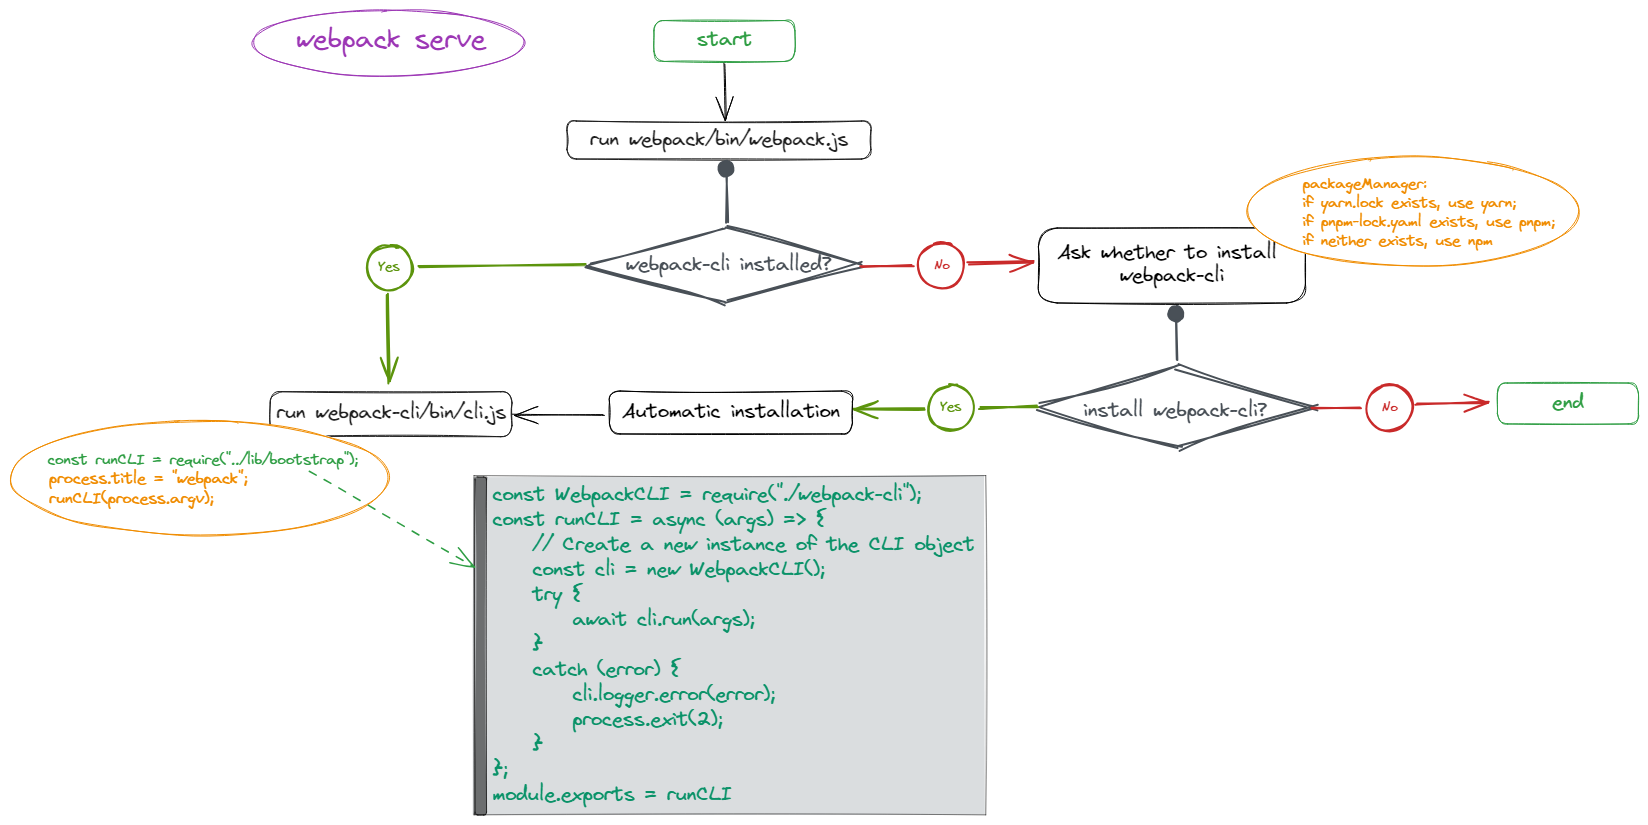 webpack serve
start
run webpack/bin/webpack.js
packageManager:
if yarn.lock exists, use yarn;
if pnpm-lock.yaml exists, use pnpm;
if neither exists, use npm
Yes
webpack-cli installed?
No
Ask whether to install
webpack-cli
run webpack-cli/bin/cli.js
Automatic installation
Yes
install webpack-cli?
No
end
const runCLI = require("../lib/bootstrap");
process.title = "webpack";
runCLI(process.argv);
const WebpackCLI = require("./webpack-cli");
const runCLI = async (args) => {
// Create a new instance of the CLI object
const cli = new WebpackCLI();
try {
await cli.run(args);
}
catch (error) {
cli.logger.error(error);
process.exit(2);
}
};
module.exports = runCLI